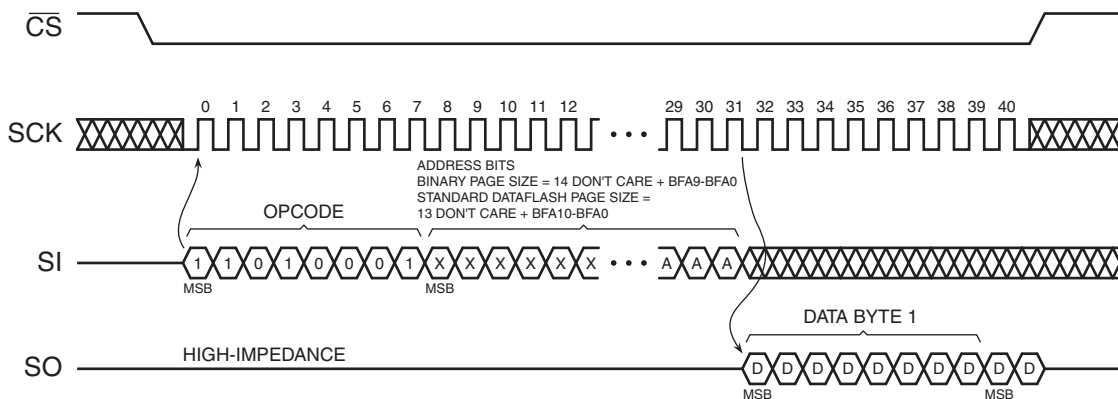 CS
0 1 2 3 4 5 6 7 8 9 10 11 12 29 30 31 32 33 34 35 36 37 38 39 40
SCK
• • •
ADDRESS BITS
BINARY PAGE SIZE = 14 DON'T CARE + BFA9-BFA0
STANDARD DATAFLASH PAGE SIZE =
13 DON'T CARE + BFA10-BFA0
OPCODE
SI 1 1 0 1 0 0 0 1 X X X X X X • • • A A A
MSB MSB
DATA BYTE 1
HIGH-IMPEDANCE
SO D D D D D D D D D D
MSB MSB